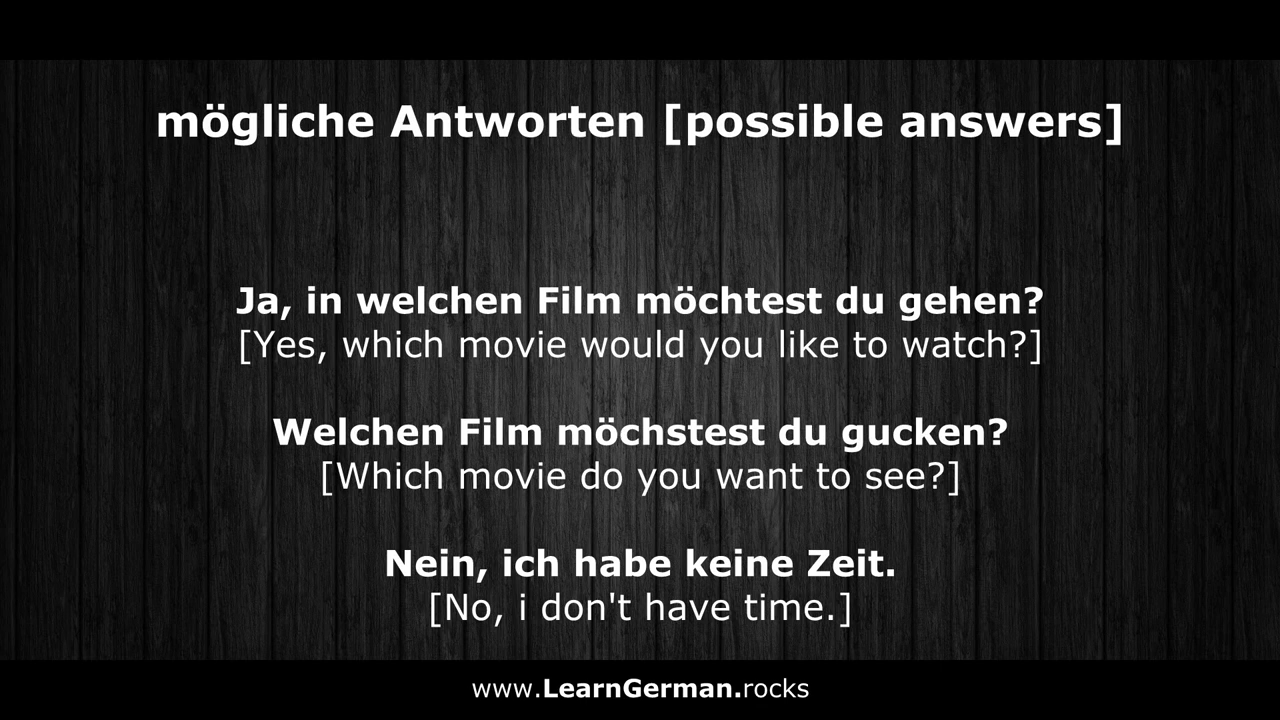 mögliche Antworten [possible answers]
Ja, in welchen Film möchtest du gehen?
[Yes, which movie would you like to watch?]
Welchen Film möchstest du gucken?
[Which movie do you want to see?]
Nein, ich habe keine Zeit.
[No, i don't have time.]
www.LearnGerman.rocks